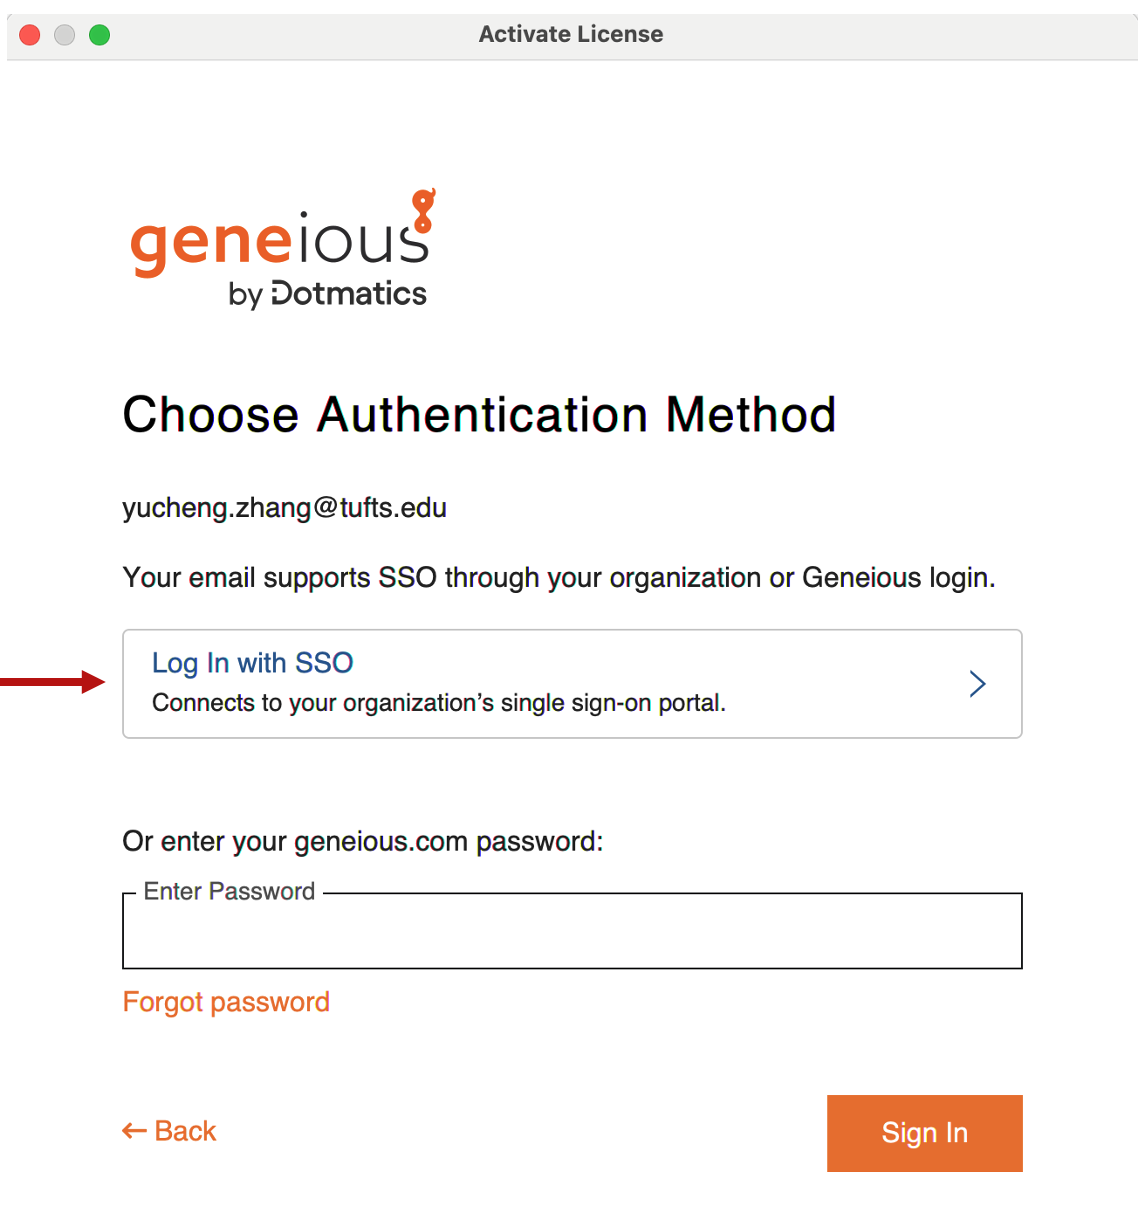 Activate License
geneious
by Dotmatics
Choose Authentication Method
yucheng.zhang@tufts.edu
Your email supports SSO through your organization or Geneious login.
Log In with SSO
Connects to your organization’s single sign-on portal.
Or enter your geneious.com password:
Enter Password
Forgot password
← Back
Sign In